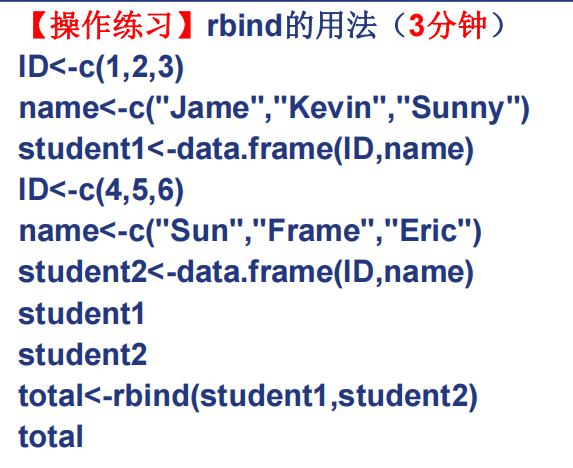 【操作练习】rbind的用法（3分钟）
ID<-c(1,2,3)
name<-c("Jame","Kevin","Sunny")
student1<-data.frame(ID,name)
ID<-c(4,5,6)
name<-c("Sun","Frame","Eric")
student2<-data.frame(ID,name)
student1
student2
total<-rbind(student1,student2)
total